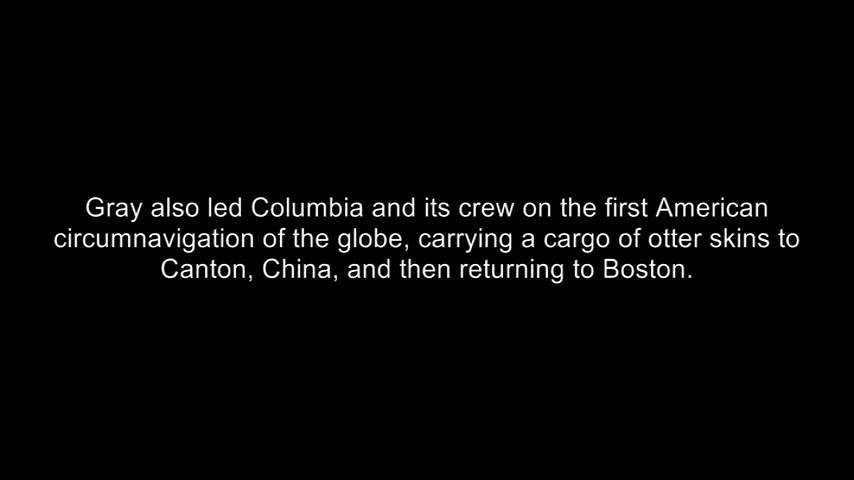 Gray also led Columbia and its crew on the first American
circumnavigation of the globe, carrying a cargo of otter skins to
Canton, China, and then returning to Boston.